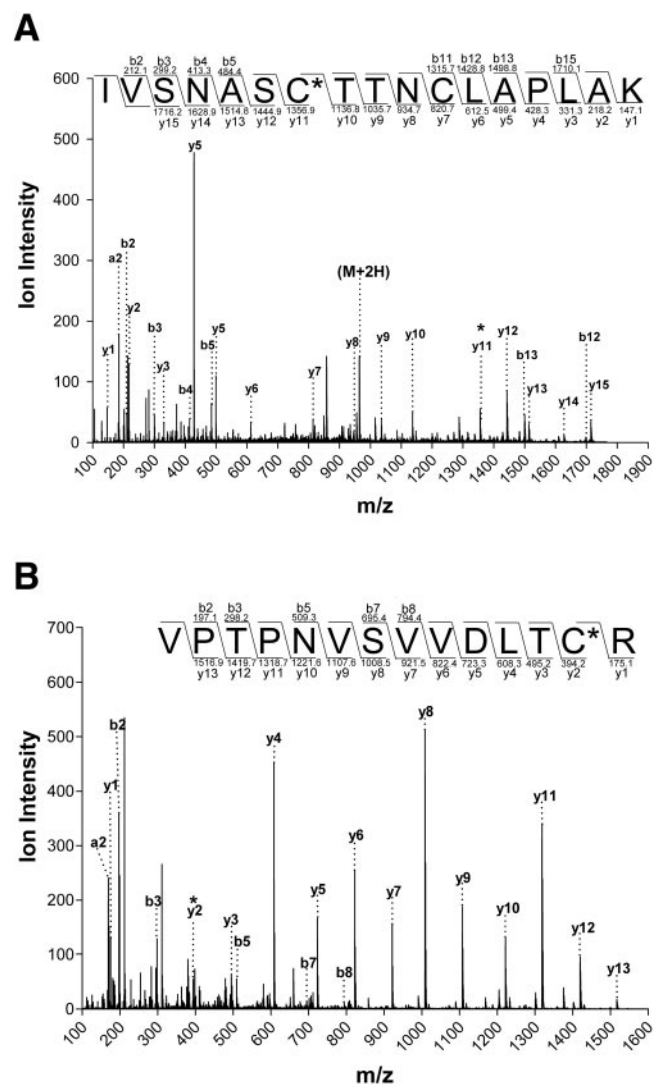 A
b2 b3 b4 b5 b11 b12 b13 b15
212.1 299.2 413.3 484.4 1315.7 1428.8 1498.8 1710.1
I V S N A S C* T T N C L A P L A K
1716.2 1628.9 1514.8 1444.9 1356.9 1136.8 1035.7 934.7 820.7 612.5 499.4 428.3 331.3 218.2 147.1
y15 y14 y13 y12 y11 y10 y9 y8 y7 y6 y5 y4 y3 y2 y1
Ion Intensity
600
500
400
300
200
100
0
y5
b2
a2
y2
(M+2H)
b3
y1
y3
b4
b5
y5
y6
y7
y8
y9
y10
*
y11
y12
b13
y13
y14
b12
y15
100 200 300 400 500 600 700 800 900 1000 1100 1200 1300 1400 1500 1600 1700 1800 1900
m/z
B
b2 b3 b5 b7 b8
197.1 298.2 509.3 695.4 794.4
V P T P N V S V V D L T C* R
1516.9 1419.7 1318.7 1221.6 1107.6 1008.5 921.5 822.4 723.3 608.3 495.2 394.2 175.1
y13 y12 y11 y10 y9 y8 y7 y6 y5 y4 y3 y2 y1
Ion Intensity
700
600
500
400
300
200
100
0
b2
y1
a2
b3
*
y2
y3
b5
y4
b7
y5
b8
y6
y7
y8
y9
y10
y11
y12
y13
100 200 300 400 500 600 700 800 900 1000 1100 1200 1300 1400 1500 1600
m/z